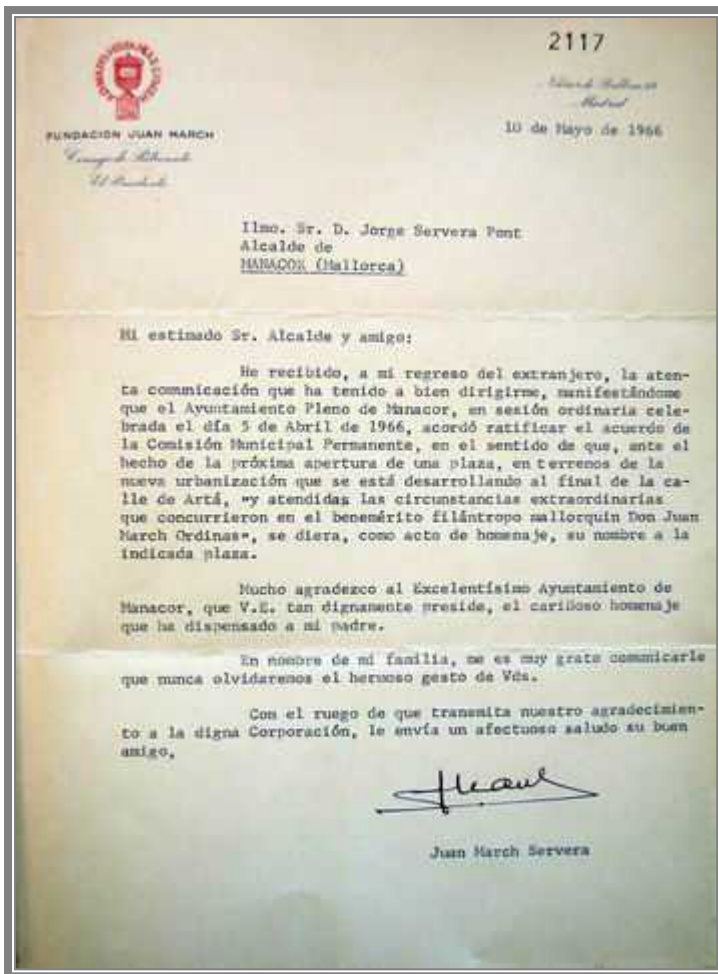 2117
Madrid
10 de Mayo de 1966
FUNDACIÓN JUAN MARCH
Consejo de Patronato
El Presidente
Ilmo. Sr. D. Jorge Servera Pont
Alcalde de
MANACOR (Mallorca)
Mi estimado Sr. Alcalde y amigo:
He recibido, a mi regreso del extranjero, la aten-
ta comunicación que ha tenido a bien dirigirme, manifestándome
que el Ayuntamiento Pleno de Manacor, en sesión ordinaria cele-
brada el día 5 de Abril de 1966, acordó ratificar el acuerdo de
la Comisión Municipal Permanente, en el sentido de que, ante el
hecho de la próxima apertura de una plaza, en terrenos de la
nueva urbanización que se está desarrollando al final de la ca-
lle de Artá, "y atendidas las circunstancias extraordinarias
que concurrieron en el benemérito filántropo mallorquín Don Juan
March Ordinas", se diera, como acto de homenaje, su nombre a la
indicada plaza.
Mucho agradezco al Excelentísimo Ayuntamiento de
Manacor, que V.E. tan dignamente preside, el cariñoso homenaje
que ha dispensado a mi padre.
En nombre de mi familia, me es muy grato comunicarle
que nunca olvidaremos el hermoso gesto de Vds.
Con el ruego de que transmita nuestro agradecimien-
to a la digna Corporación, le envía un afectuoso saludo su buen
amigo,
Juan March Servera